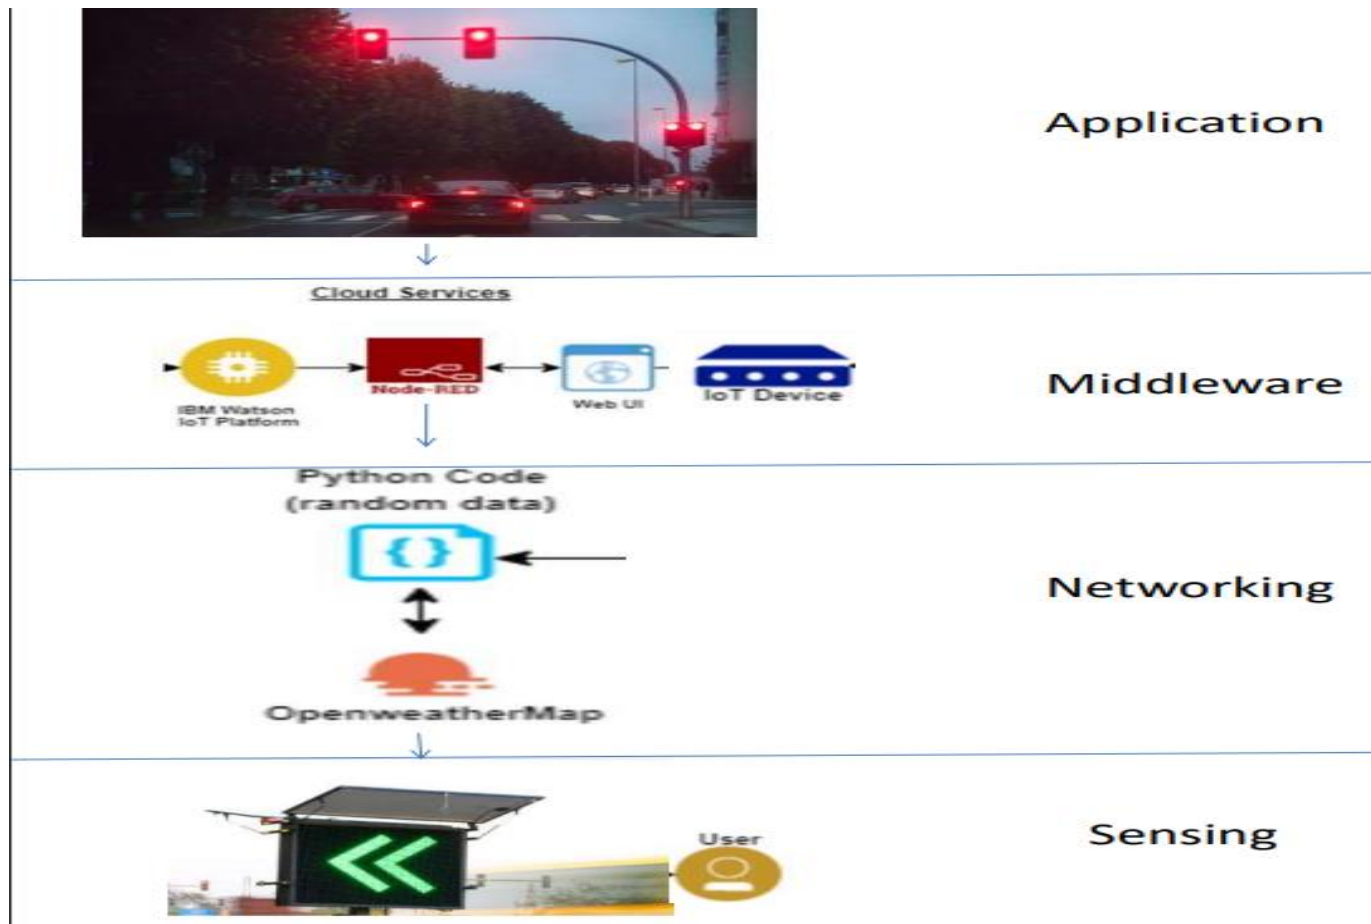 Application
Cloud Services
Node-RED
IBM Watson
IoT Platform
Web UI
IoT Device
Middleware
Python Code
(random data)
Networking
OpenweatherMap
User
Sensing